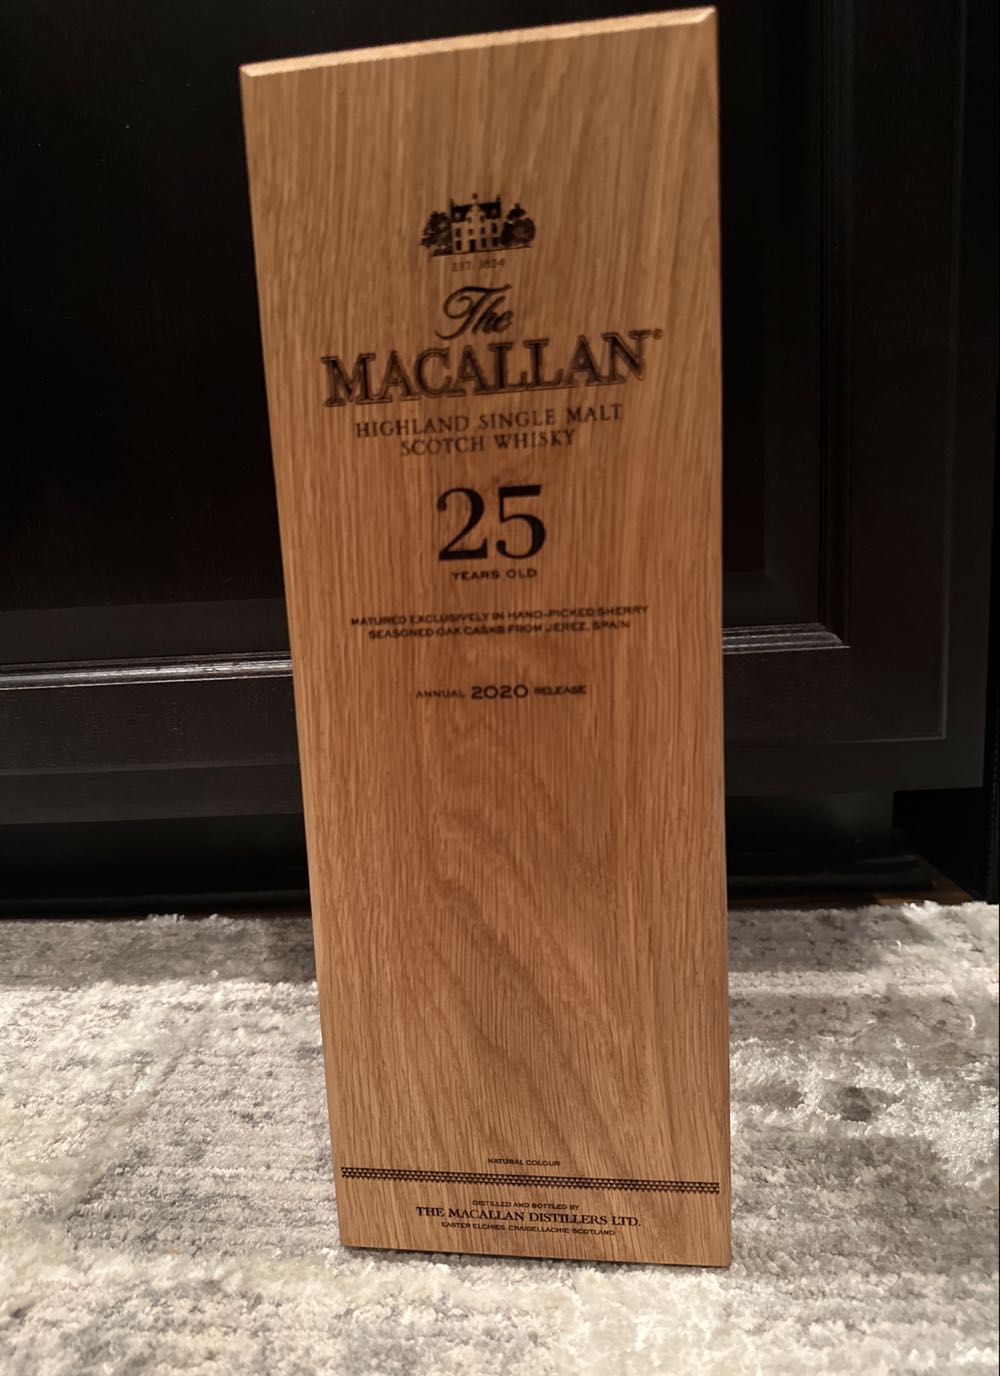 EST. 1824
The
MACALLAN®
HIGHLAND SINGLE MALT
SCOTCH WHISKY
25
YEARS OLD
MATURED EXCLUSIVELY IN HAND-PICKED SHERRY
SEASONED OAK CASKS FROM JEREZ, SPAIN
ANNUAL 2020 RELEASE
NATURAL COLOUR
DISTILLED AND BOTTLED BY
THE MACALLAN DISTILLERS LTD.
EASTER ELCHIES CRAIGELLACHIE SCOTLAND